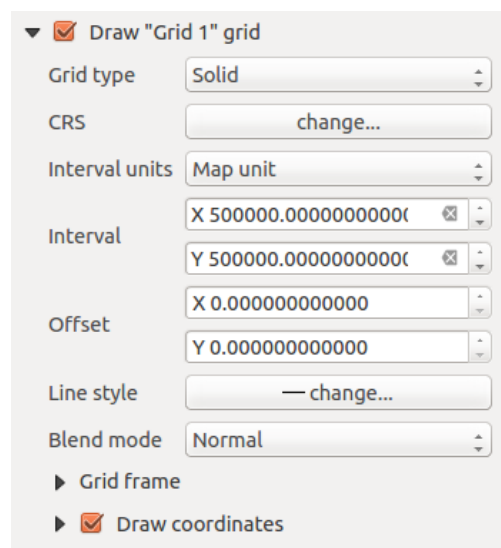 Draw "Grid 1" grid
Grid type Solid
CRS change...
Interval units Map unit
Interval
X 500000.0000000000
Y 500000.0000000000
Offset
X 0.000000000000
Y 0.000000000000
Line style change...
Blend mode Normal
Grid frame
Draw coordinates